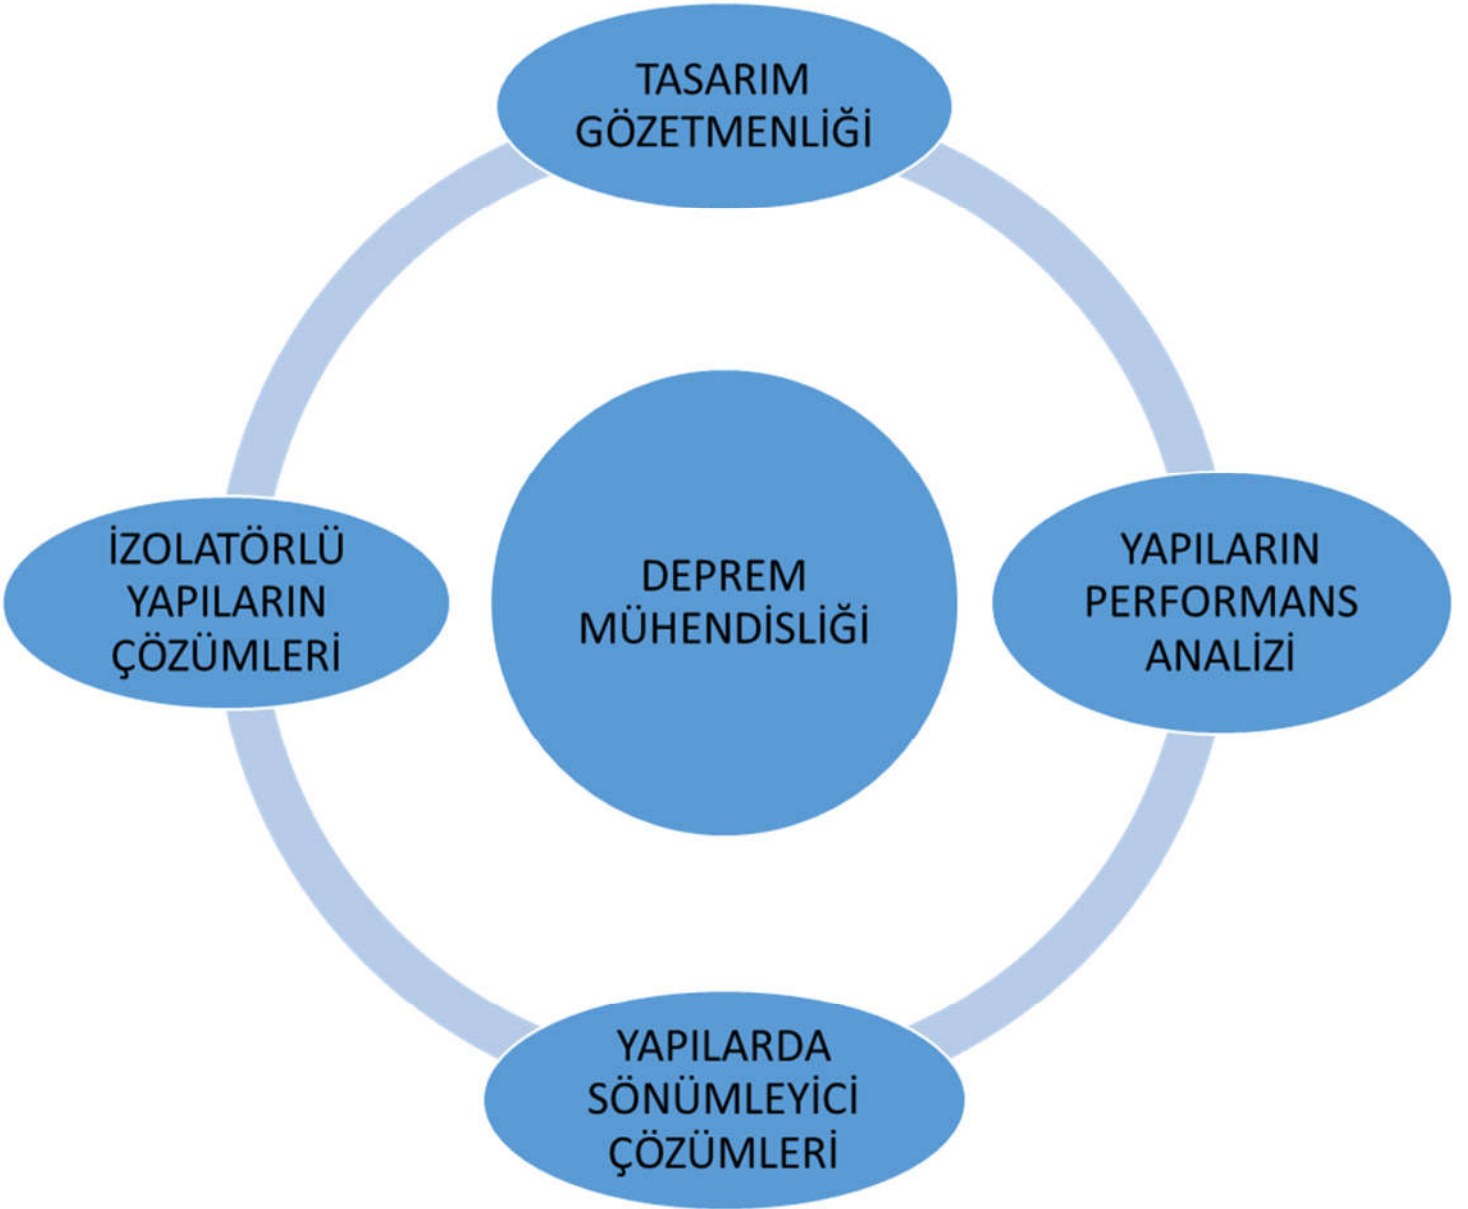 TASARIM
GÖZETMENLİĞİ
İZOLATÖRLÜ
YAPILARIN
ÇÖZÜMLERİ
DEPREM
MÜHENDİSLİĞİ
YAPILARIN
PERFORMANS
ANALİZİ
YAPILARDA
SÖNÜMLEYİCİ
ÇÖZÜMLERİ